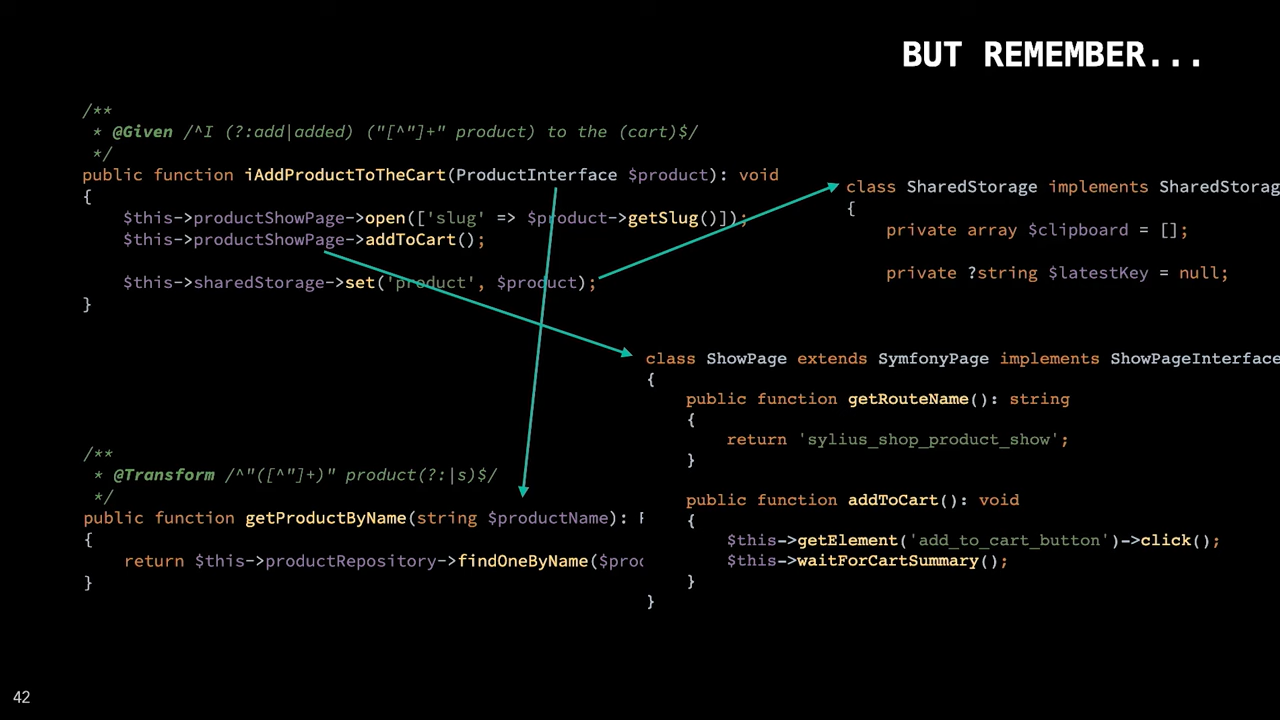 BUT REMEMBER...
/**
 * @Given /^I (?:add|added) ("[^"]+" product) to the (cart)$/
 */
public function iAddProductToTheCart(ProductInterface $product): void
{
    $this->productShowPage->open(['slug' => $product->getSlug()]);
    $this->productShowPage->addToCart();
    $this->sharedStorage->set('product', $product);
}
class SharedStorage implements
{
    private array $clipboard = [];
    private ?string $latestKey = null;
class ShowPage extends SymfonyPage implements ShowPageInterface
{
    public function getRouteName(): string
    {
        return 'sylius_shop_product_show';
    }
    public function addToCart(): void
    {
        $this->getElement('add_to_cart_button')->click();
        $this->waitForCartSummary();
    }
}
/**
 * @Transform /^"([^"]+)" product(?:|s)$/
 */
public function getProductByName(string $productName):
{
    return $this->productRepository->findOneByName(
}
42